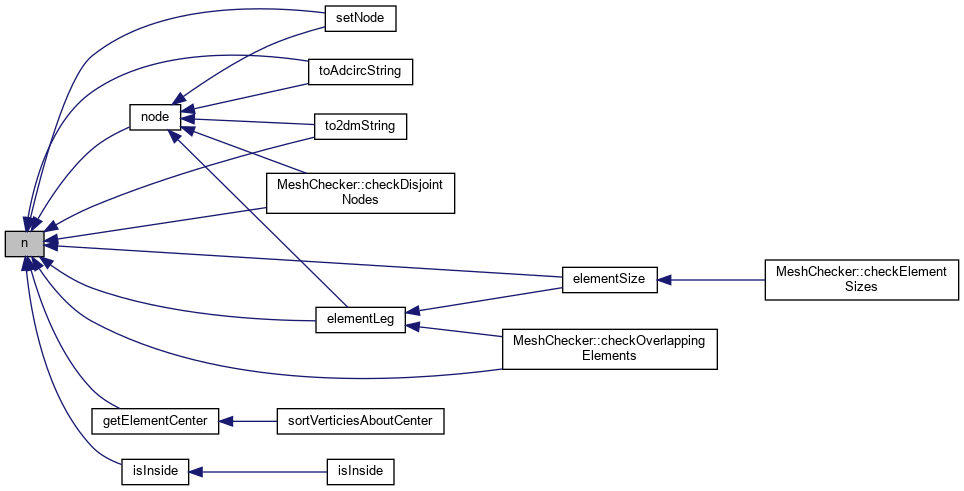 setNode
toAdcircString
node
to2dmString
MeshChecker::checkDisjoint
Nodes
n
elementSize
MeshChecker::checkElement
Sizes
elementLeg
MeshChecker::checkOverlapping
Elements
getElementCenter
sortVerticiesAboutCenter
isInside
isInside